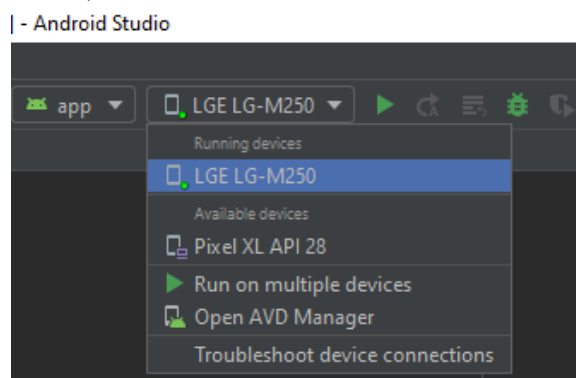 - Android Studio
app
LGE LG-M250
Running devices
LGE LG-M250
Available devices
Pixel XL API 28
Run on multiple devices
Open AVD Manager
Troubleshoot device connections